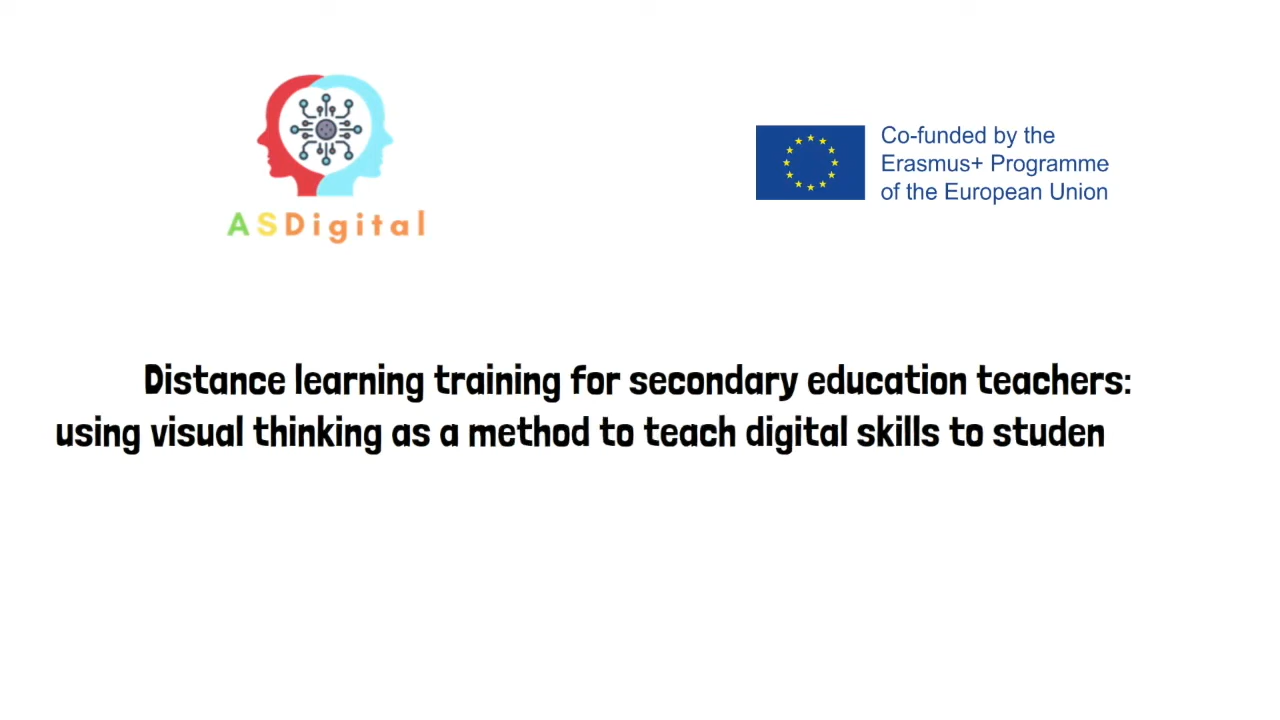 ASDigital
Co-funded by the
Erasmus+ Programme
of the European Union
Distance learning training for secondary education teachers:
using visual thinking as a method to teach digital skills to studen